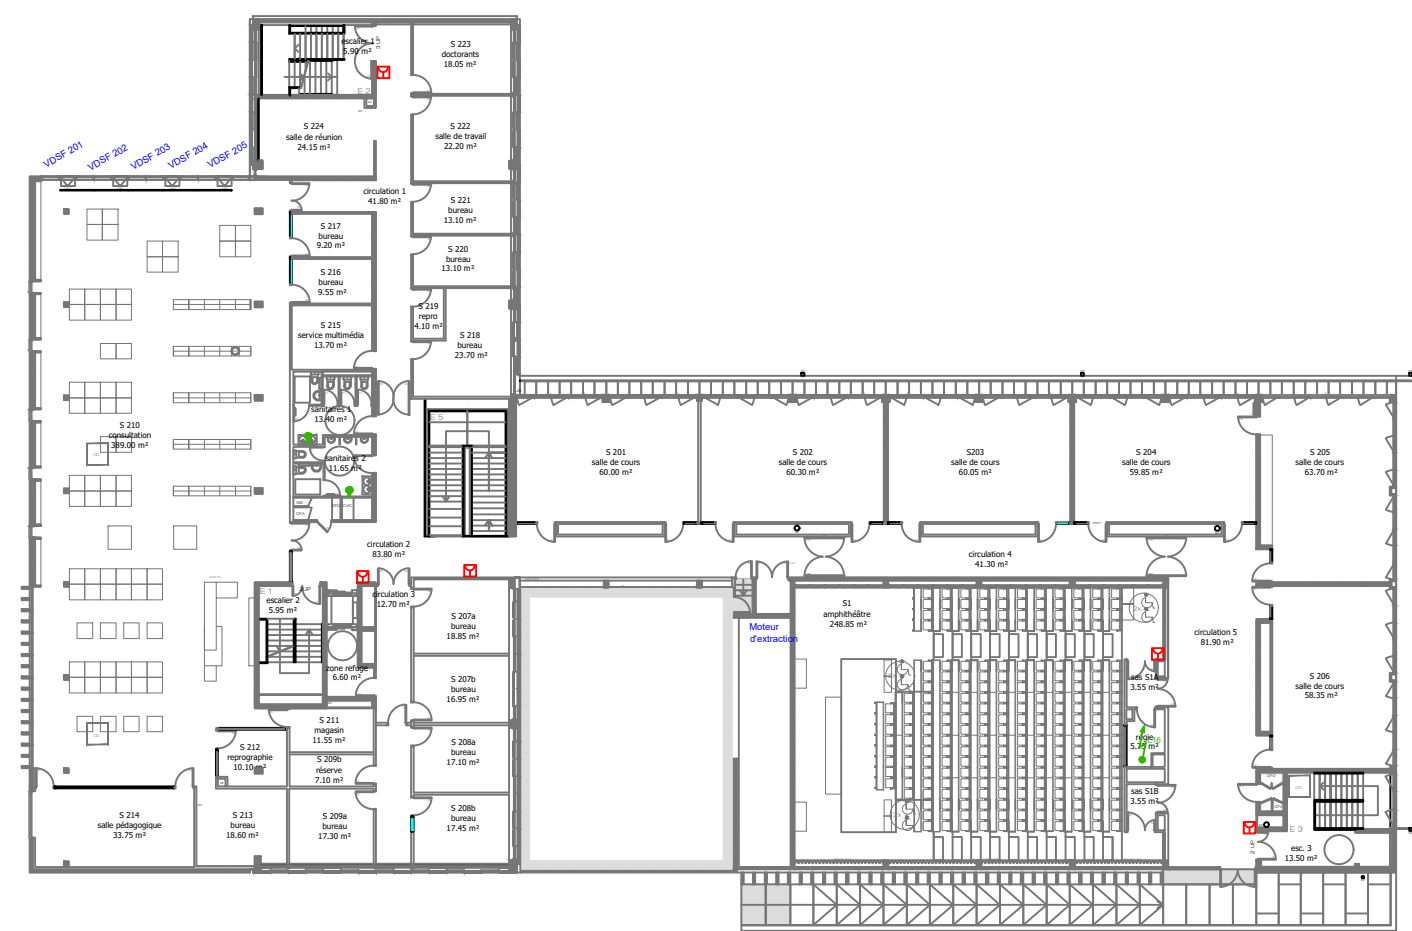 escalier 1
5.90 m²
3 UP
E 2
S 223
doctorants
18.05 m²
S 224
salle de réunion
24.15 m²
S 222
salle de travail
22.20 m²
VDSF 201
VDSF 202
VDSF 203
VDSF 204
VDSF 205
circulation 1
41.80 m²
S 221
bureau
13.10 m²
S 217
bureau
9.20 m²
S 220
bureau
13.10 m²
S 216
bureau
9.55 m²
S 219
repro
4.10 m²
S 215
service multimédia
13.70 m²
S 218
bureau
23.70 m²
sanitaires 1
13.40 m²
E 5
S 210
consultation
389.00 m²
sanitaires 2
11.65 m²
S 201
salle de cours
60.00 m²
S 202
salle de cours
60.30 m²
S203
salle de cours
60.05 m²
S 204
salle de cours
59.85 m²
S 205
salle de cours
63.70 m²
circulation 2
83.80 m²
circulation 4
41.30 m²
E 1
UP
escalier 2
5.95 m²
circulation 3
12.70 m²
S 207a
bureau
18.85 m²
S1
amphithéâtre
248.85 m²
Moteur
d'extraction
circulation 5
81.90 m²
zone refuge
6.60 m²
S 207b
bureau
16.95 m²
sas S1A
3.55 m²
S 206
salle de cours
58.35 m²
S 211
magasin
11.55 m²
S 212
reprographie
10.10 m²
S 209b
réserve
7.10 m²
S 208a
bureau
17.10 m²
régie
sas S1B
3.55 m²
S 214
salle pédagogique
33.75 m²
S 213
bureau
18.60 m²
S 209a
bureau
17.30 m²
S 208b
bureau
17.45 m²
E 3
2 UP
esc. 3
13.50 m²